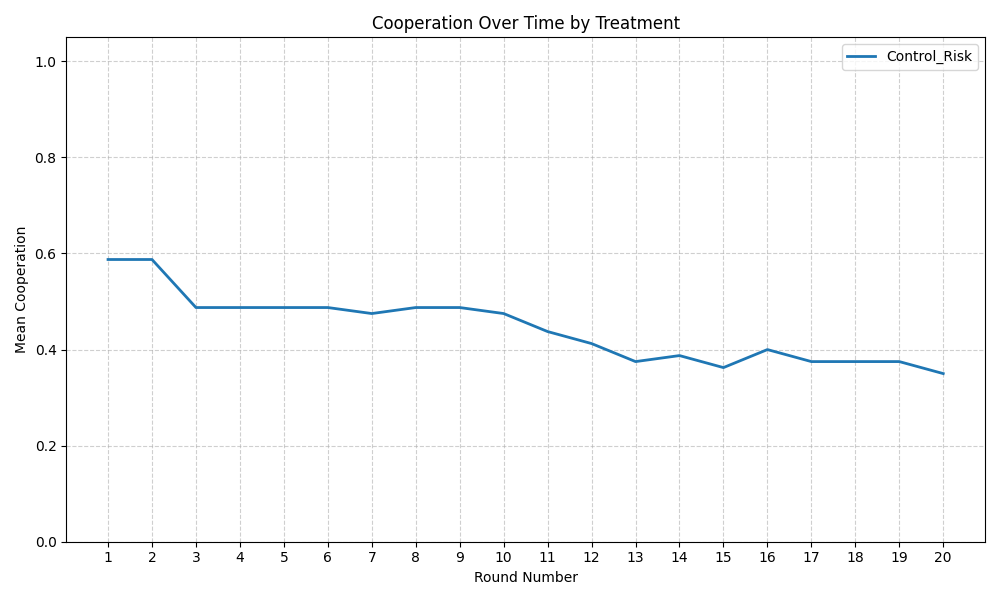 Cooperation Over Time by Treatment
Control_Risk
Mean Cooperation
1.0
0.8
0.6
0.4
0.2
0.0
1 2 3 4 5 6 7 8 9 10 11 12 13 14 15 16 17 18 19 20
Round Number